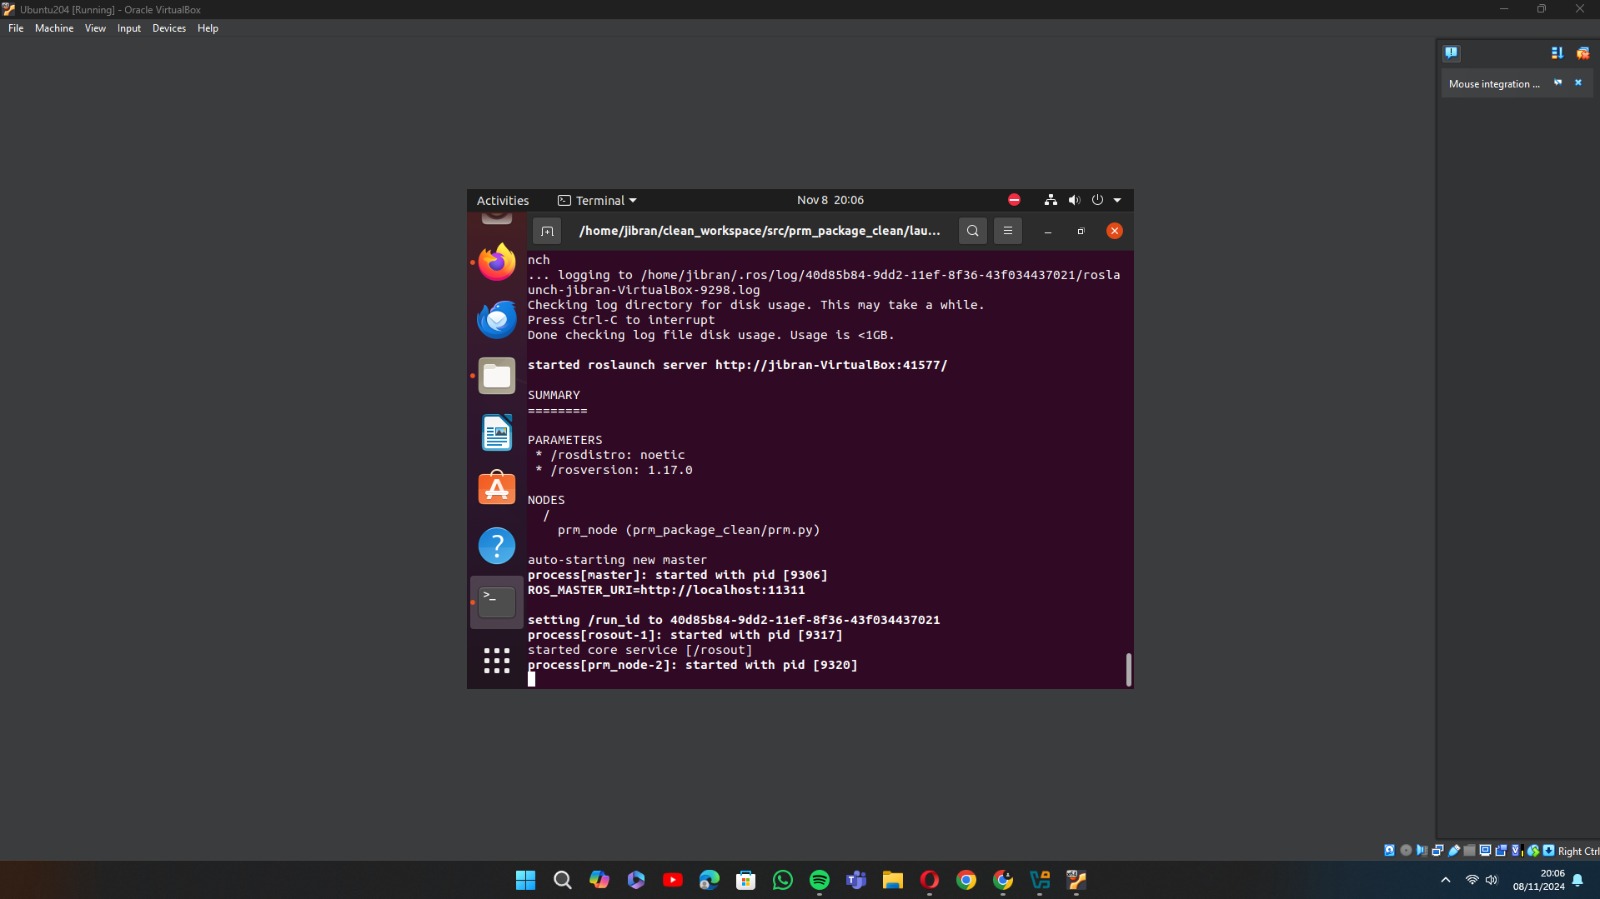 Ubuntu204 [Running] - Oracle VirtualBox
File Machine View Input Devices Help
Mouse integration ...
Activities Terminal Nov 8 20:06
/home/jibran/clean_workspace/src/prm_package_clean/lau...
nch
... logging to /home/jibran/.ros/log/40d85b84-9dd2-11ef-8f36-43f034437021/rosla
unch-jibran-VirtualBox-9298.log
Checking log directory for disk usage. This may take a while.
Press Ctrl-C to interrupt
Done checking log file disk usage. Usage is <1GB.
started roslaunch server http://jibran-VirtualBox:41577/
SUMMARY
========
PARAMETERS
* /rosdistro: noetic
* /rosversion: 1.17.0
NODES
/
prm_node (prm_package_clean/prm.py)
auto-starting new master
process[master]: started with pid [9306]
ROS_MASTER_URI=http://localhost:11311
setting /run_id to 40d85b84-9dd2-11ef-8f36-43f034437021
process[rosout-1]: started with pid [9317]
started core service [/rosout]
process[prm_node-2]: started with pid [9320]
Right Ctrl
20:06
08/11/2024